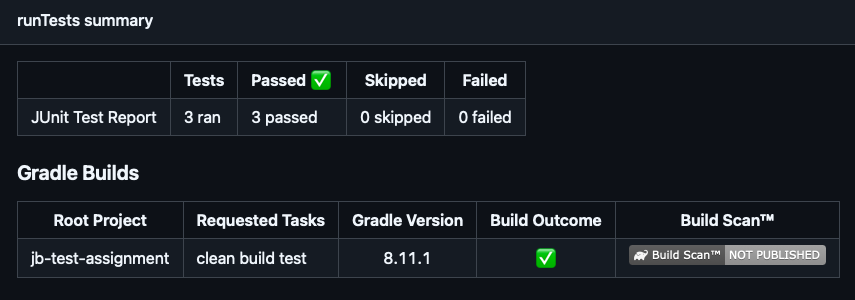 runTests summary
Tests Passed ✅ Skipped Failed
JUnit Test Report 3 ran 3 passed 0 skipped 0 failed
Gradle Builds
Root Project Requested Tasks Gradle Version Build Outcome Build Scan™
jb-test-assignment clean build test 8.11.1 ✅ Build Scan™ NOT PUBLISHED